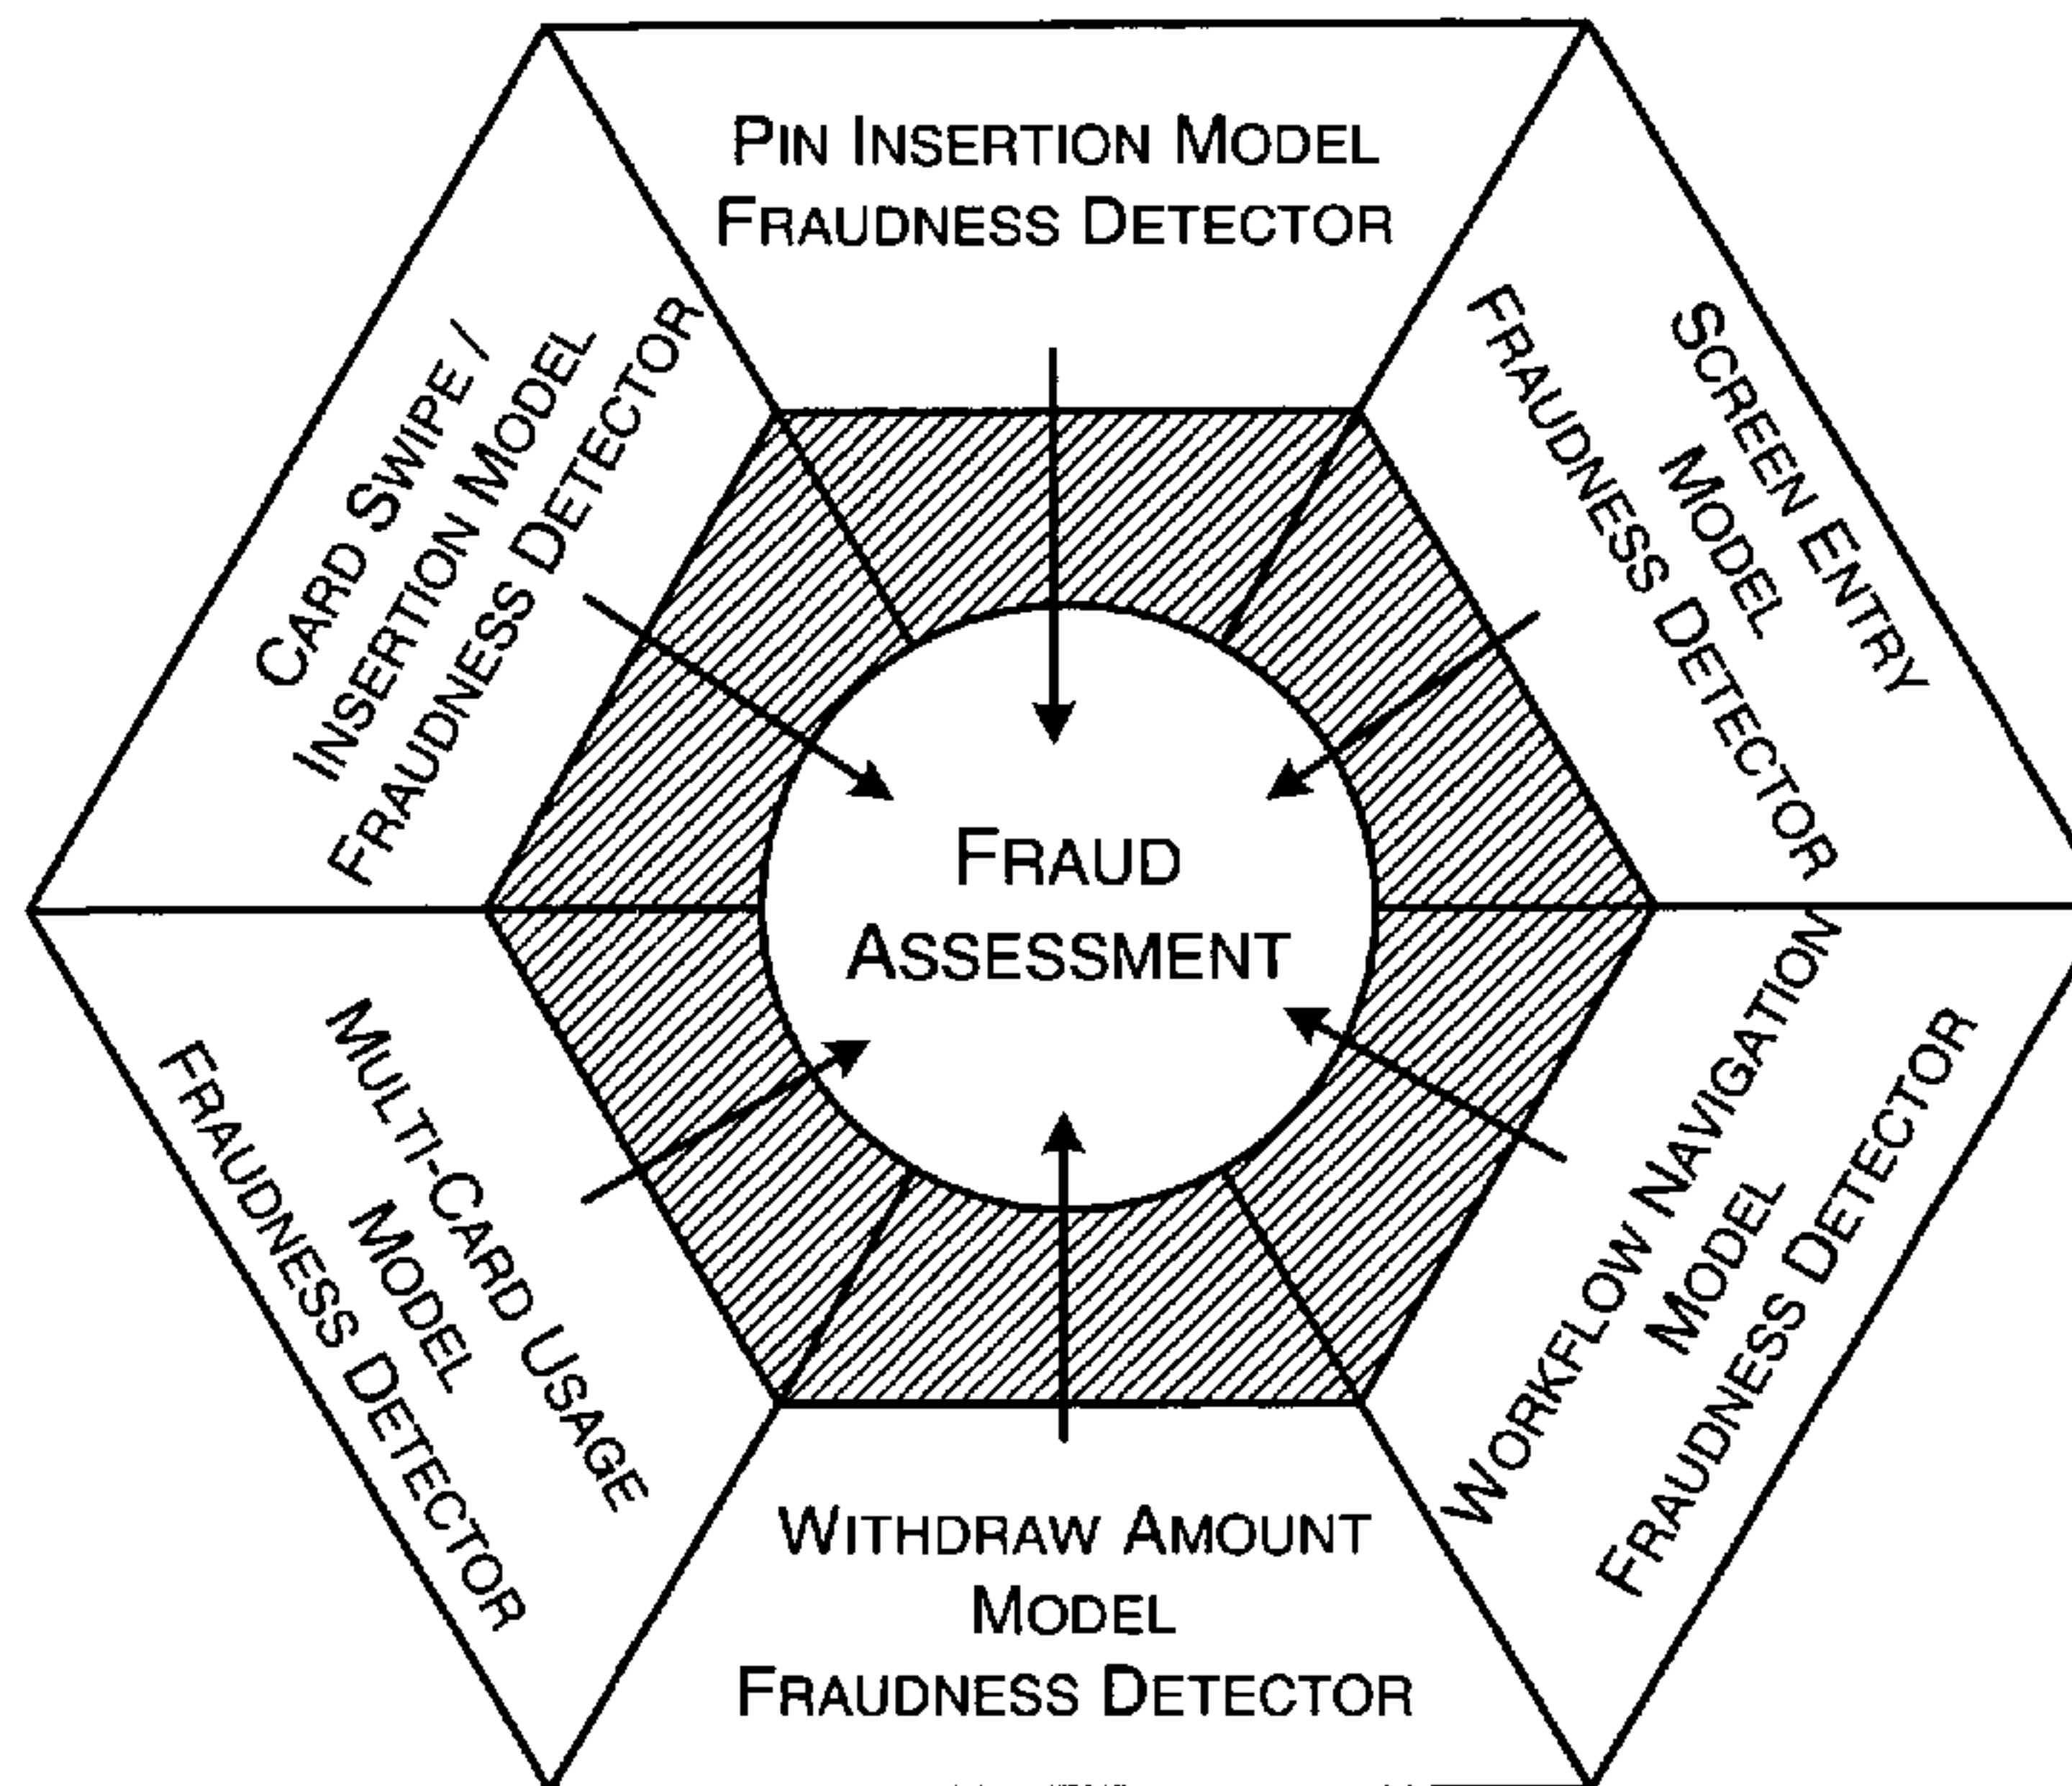 PIN INSERTION MODEL
FRAUDNESS DETECTOR
CARD SWIPE /
INSERTION MODEL
FRAUDNESS DETECTOR
SCREEN ENTRY
MODEL
FRAUDNESS DETECTOR
FRAUD
ASSESSMENT
MULTI-CARD USAGE
MODEL
FRAUDNESS DETECTOR
WORKFLOW NAVIGATION
MODEL
FRAUDNESS DETECTOR
WITHDRAW AMOUNT
MODEL
FRAUDNESS DETECTOR